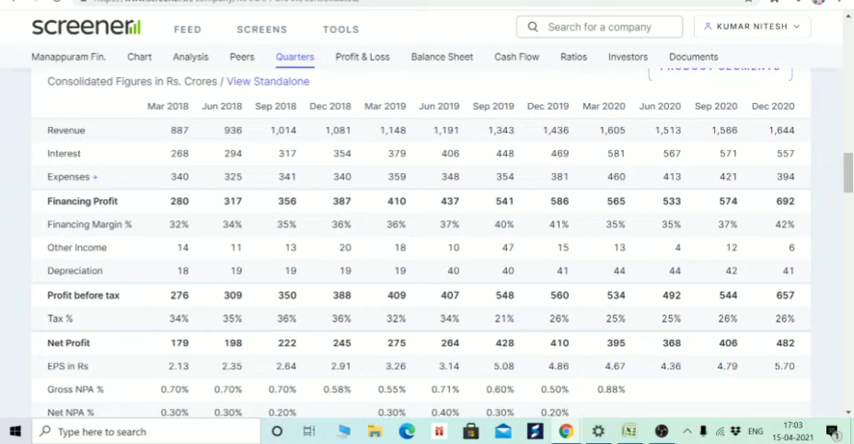 screener
FEED SCREENS TOOLS
Search for a company
KUMAR NITESH
Manappuram Fin. Chart Analysis Peers Quarters Profit & Loss Balance Sheet Cash Flow Ratios Investors Documents
Consolidated Figures in Rs. Crores / View Standalone
PRODUCT SEGMENTS
Mar 2018 Jun 2018 Sep 2018 Dec 2018 Mar 2019 Jun 2019 Sep 2019 Dec 2019 Mar 2020 Jun 2020 Sep 2020 Dec 2020
Revenue 887 936 1,014 1,081 1,148 1,191 1,343 1,436 1,605 1,513 1,566 1,644
Interest 268 294 317 354 379 406 448 469 581 567 571 557
Expenses + 340 325 341 340 359 348 354 381 460 413 421 394
Financing Profit 280 317 356 387 410 437 541 586 565 533 574 692
Financing Margin % 32% 34% 35% 36% 36% 37% 40% 41% 35% 35% 37% 42%
Other Income 14 11 13 20 18 10 47 15 13 4 12 6
Depreciation 18 19 19 19 19 40 40 41 44 44 42 41
Profit before tax 276 309 350 388 409 407 548 560 534 492 544 657
Tax % 34% 35% 36% 36% 32% 34% 21% 26% 25% 25% 26% 26%
Net Profit 179 198 222 245 275 264 428 410 395 368 406 482
EPS in Rs 2.13 2.35 2.64 2.91 3.26 3.14 5.08 4.86 4.67 4.36 4.79 5.70
Gross NPA % 0.70% 0.70% 0.70% 0.58% 0.55% 0.71% 0.60% 0.50% 0.88%
Net NPA % 0.30% 0.30% 0.20% 0.30% 0.40% 0.30% 0.20%
Type here to search
ENG
17:03
15-04-2021